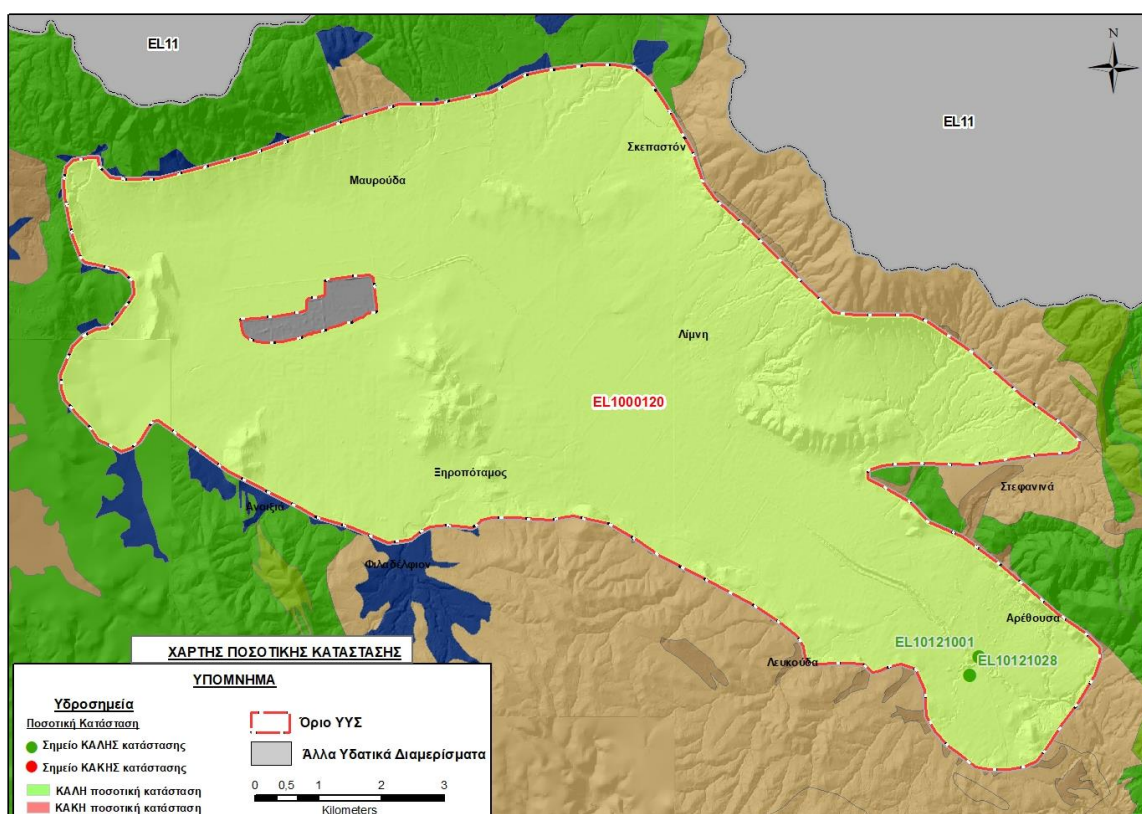 EL11
N
EL11
Σκεπαστόν
Μαυρούδα
Λίμνη
EL1000120
Ξηροπόταμος
Στεφανινά
Ανοιξιά
Φιλαδέλφιον
Αρέθουσα
EL10121001
EL10121028
Λευκούδα
ΧΑΡΤΗΣ ΠΟΣΟΤΙΚΗΣ ΚΑΤΑΣΤΑΣΗΣ
ΥΠΟΜΝΗΜΑ
Υδροσημεία
Ποσοτική Κατάσταση
Σημείο ΚΑΛΗΣ κατάστασης
Σημείο ΚΑΚΗΣ κατάστασης
ΚΑΛΗ ποσοτική κατάσταση
ΚΑΚΗ ποσοτική κατάσταση
Όριο ΥΥΣ
Άλλα Υδατικά Διαμερίσματα
0 0,5 1 2 3
Kilometers